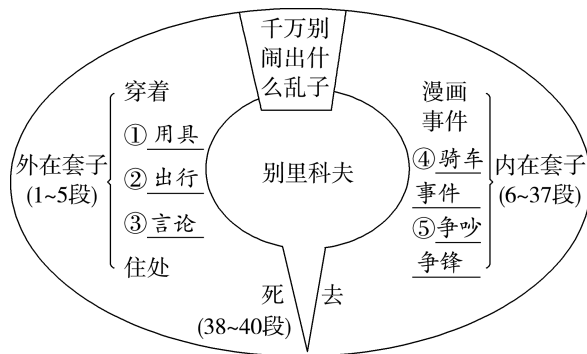 千万别
闹出什
么乱子
外在套子
(1~5段)
穿着
①用具
②出行
③言论
住处
别里科夫
漫画
事件
④骑车
事件
⑤争吵
争锋
内在套子
(6~37段)
死 去
(38~40段)